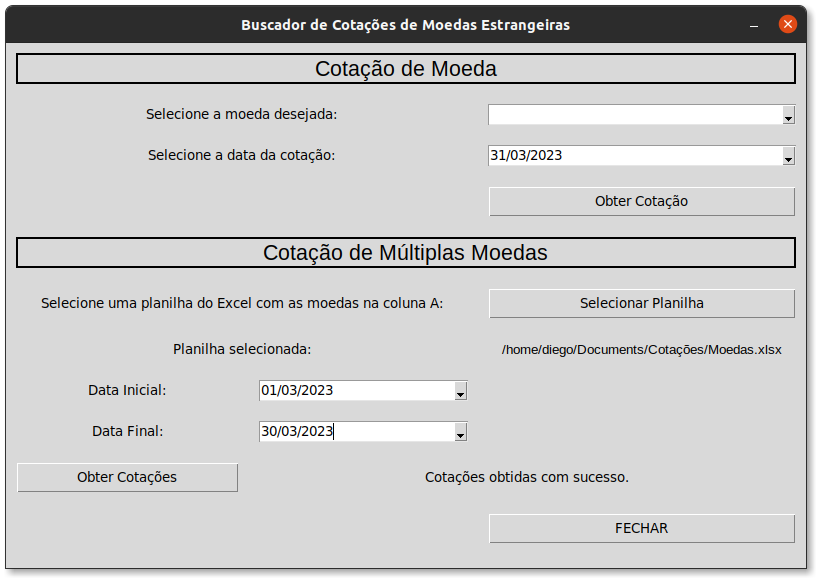 Buscador de Cotações de Moedas Estrangeiras
Cotação de Moeda
Selecione a moeda desejada:
Selecione a data da cotação: 31/03/2023
Obter Cotação
Cotação de Múltiplas Moedas
Selecione uma planilha do Excel com as moedas na coluna A: Selecionar Planilha
Planilha selecionada: /home/diego/Documents/Cotações/Moedas.xlsx
Data Inicial: 01/03/2023
Data Final: 30/03/2023
Obter Cotações Cotações obtidas com sucesso.
FECHAR